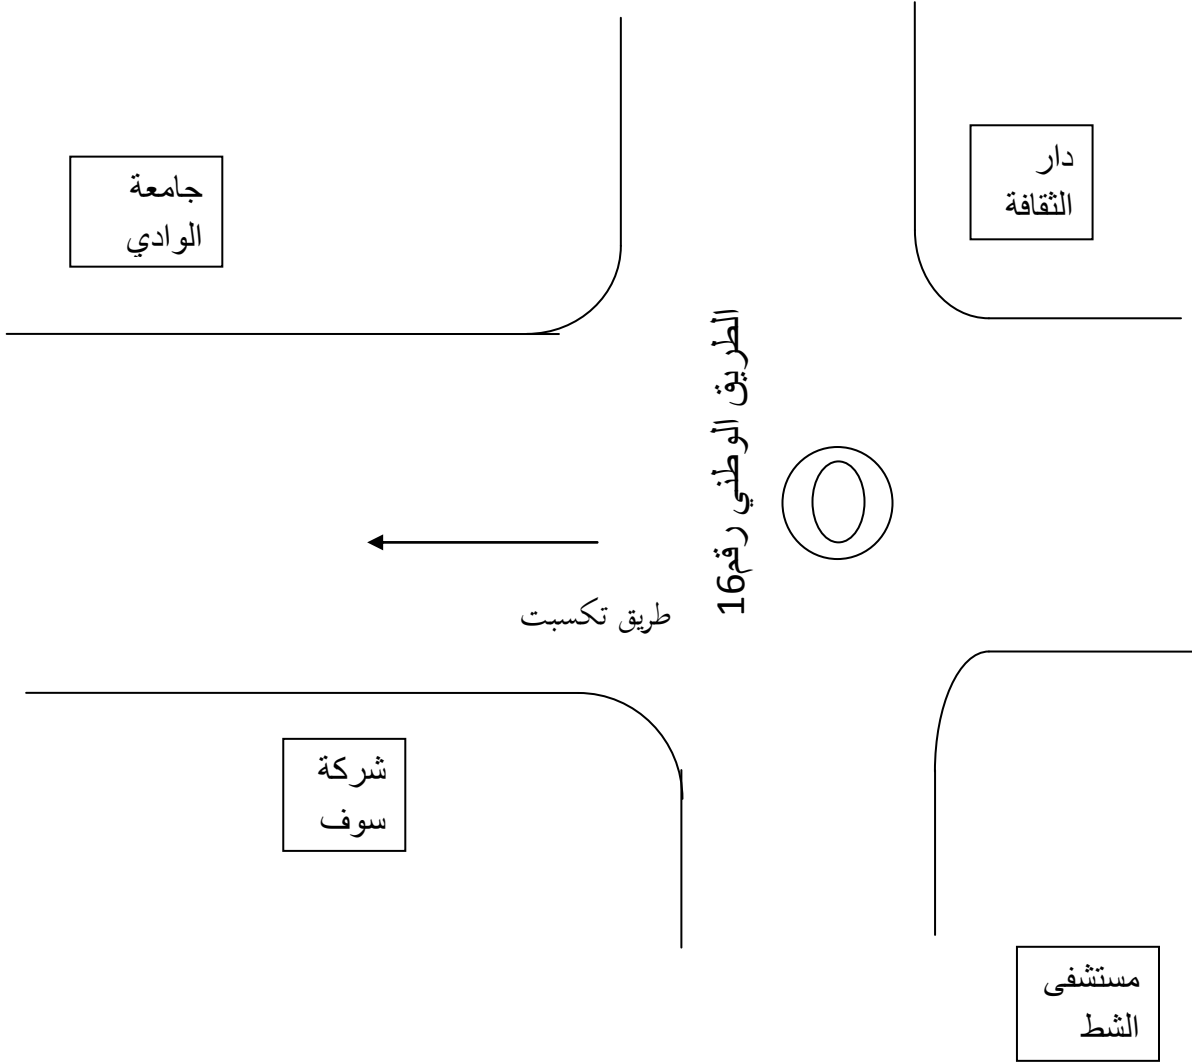 دار
الثقافة
جامعة
الوادي
الطريق الوطني رقم16
طريق تكسبت
شركة
سوف
مستشفى
الشط